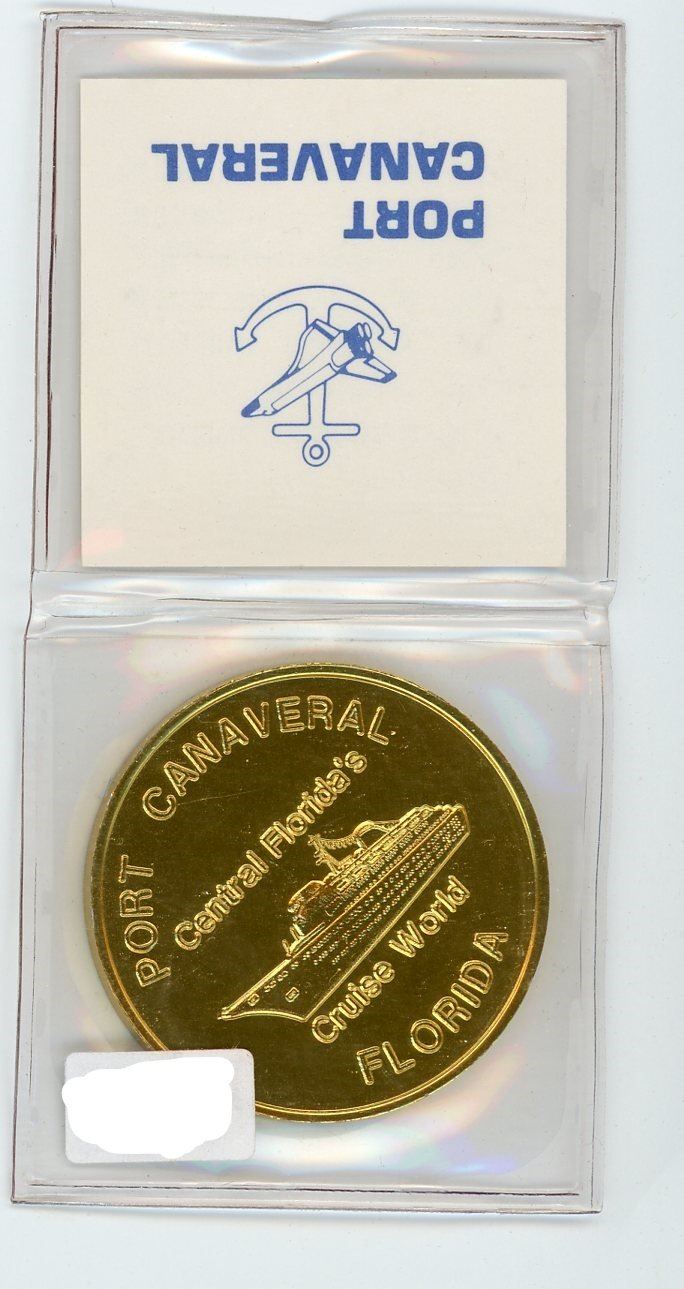 PORT
CANAVERAL
PORT CANAVERAL
Central Florida's
Cruise World
FLORIDA